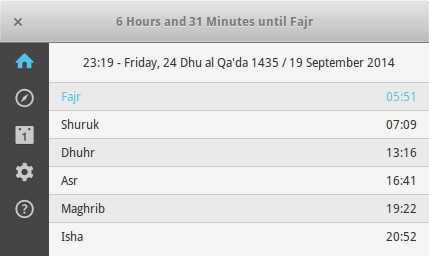 6 Hours and 31 Minutes until Fajr
23:19 - Friday, 24 Dhu al Qa'da 1435 / 19 September 2014
Fajr 05:51
Shuruk 07:09
1
Dhuhr 13:16
Asr 16:41
Maghrib 19:22
?
Isha 20:52